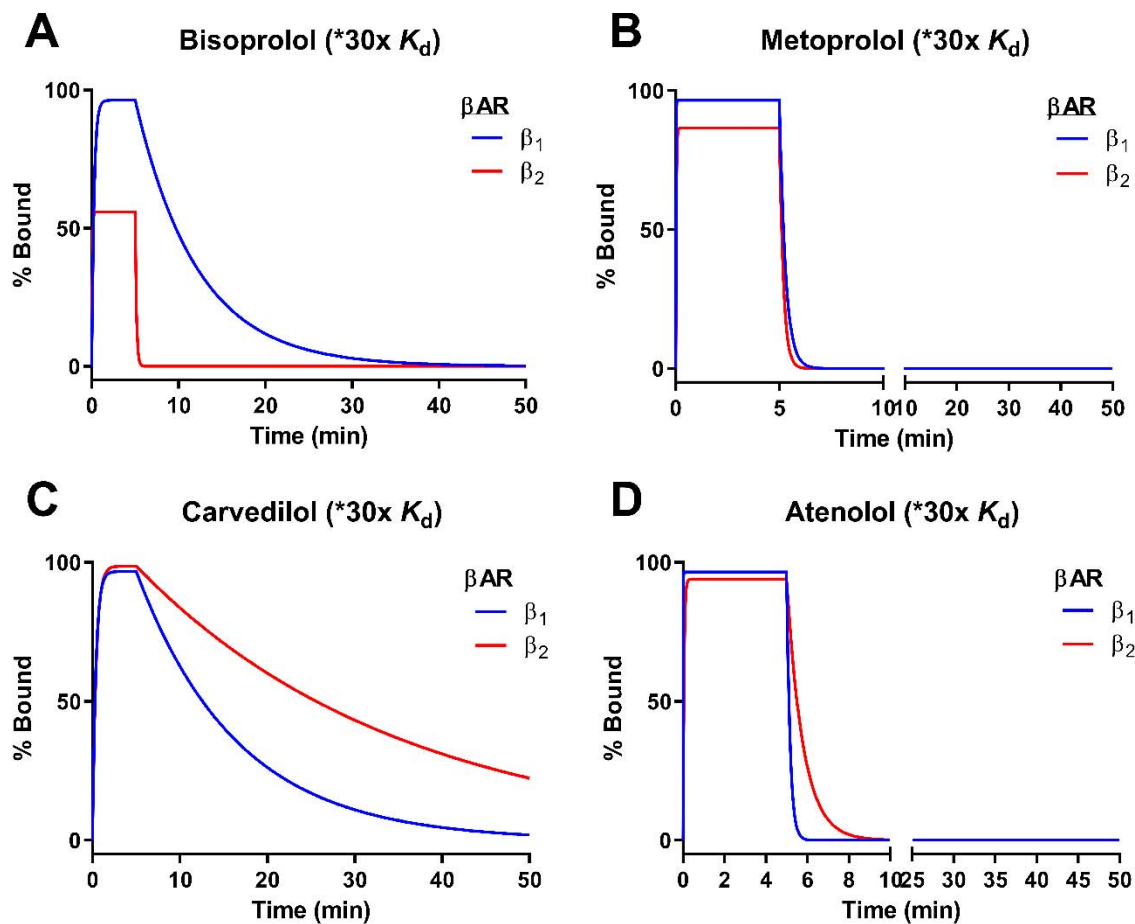 A
Bisoprolol (*30x Kd)
βAR
β1
β2
% Bound
100
50
0
0 10 20 30 40 50
Time (min)
B
Metoprolol (*30x Kd)
βAR
β1
β2
% Bound
100
50
0
0 5 10 10 20 30 40 50
Time (min)
C
Carvedilol (*30x Kd)
βAR
β1
β2
% Bound
100
50
0
0 10 20 30 40 50
Time (min)
D
Atenolol (*30x Kd)
βAR
β1
β2
% Bound
100
50
0
0 2 4 6 8 10 25 30 35 40 45 50
Time (min)